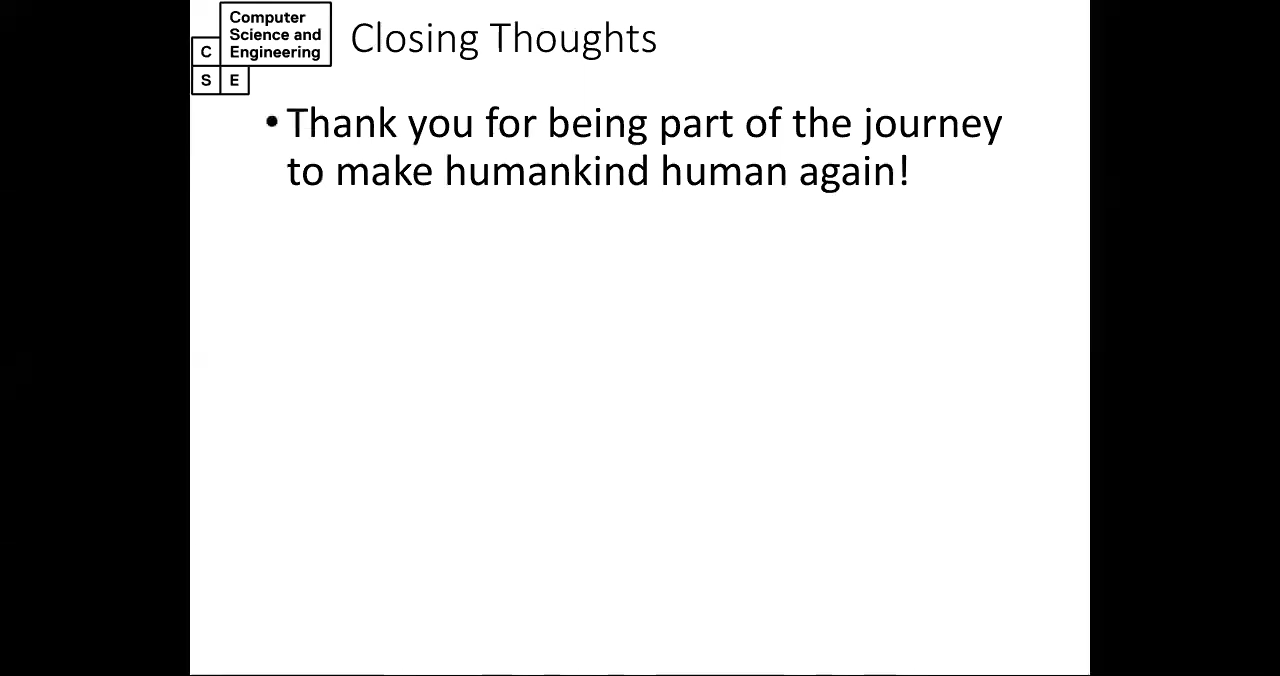 Computer
Science and
Engineering
C
S E
Closing Thoughts
• Thank you for being part of the journey
to make humankind human again!